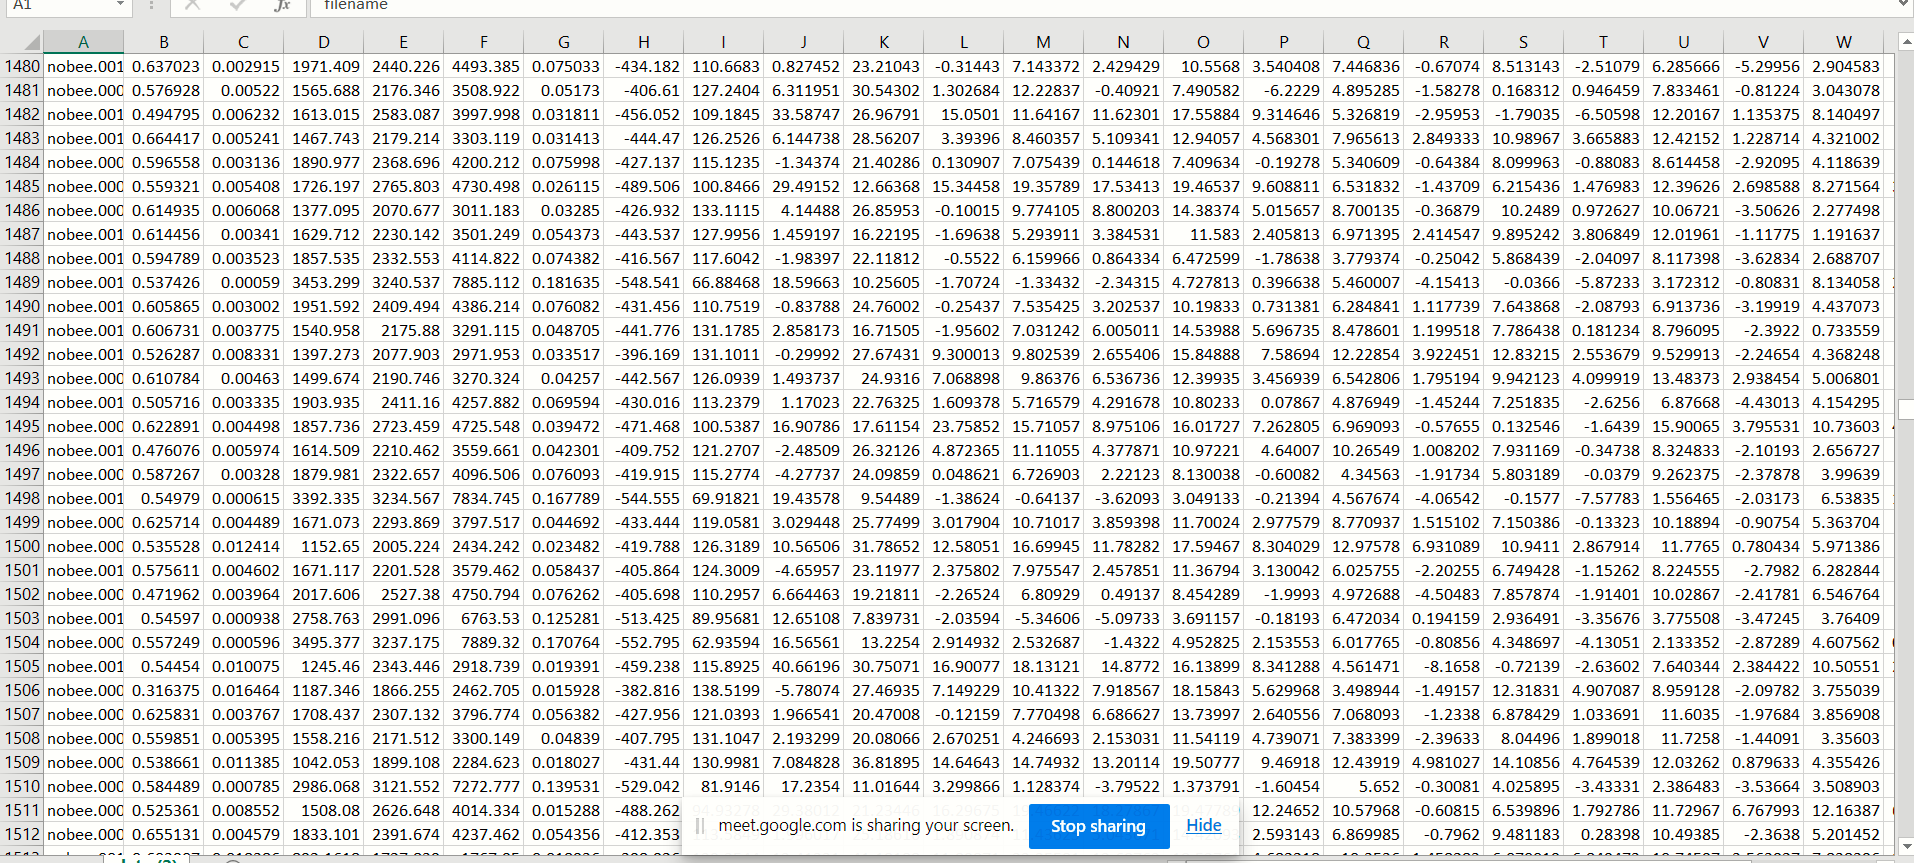 A1 fx filename
A B C D E F G H I J K L M N O P Q R S T U V W
1480 nobee.001 0.637023 0.002915 1971.409 2440.226 4493.385 0.075033 -434.182 110.6683 0.827452 23.21043 -0.31443 7.143372 2.429429 10.5568 3.540408 7.446836 -0.67074 8.513143 -2.51079 6.285666 -5.29956 2.904583
1481 nobee.000 0.576928 0.00522 1565.688 2176.346 3508.922 0.05173 -406.61 127.2404 6.311951 30.54302 1.302684 12.22837 -0.40921 7.490582 -6.2229 4.895285 -1.58278 0.168312 0.946459 7.833461 -0.81224 3.043078
1482 nobee.001 0.494795 0.006232 1613.015 2583.087 3997.998 0.031811 -456.052 109.1845 33.58747 26.96791 15.0501 11.64167 11.62301 17.55884 9.314646 5.326819 -2.95953 -1.79035 -6.50598 12.20167 1.135375 8.140497
1483 nobee.001 0.664417 0.005241 1467.743 2179.214 3303.119 0.031413 -444.47 126.2526 6.144738 28.56207 3.39396 8.460357 5.109341 12.94057 4.568301 7.965613 2.849333 10.98967 3.665883 12.42152 1.228714 4.321002
1484 nobee.000 0.596558 0.003136 1890.977 2368.696 4200.212 0.075998 -427.137 115.1235 -1.34374 21.40286 0.130907 7.075439 0.144618 7.409634 -0.19278 5.340609 -0.64384 8.099963 -0.88083 8.614458 -2.92095 4.118639
1485 nobee.000 0.559321 0.005408 1726.197 2765.803 4730.498 0.026115 -489.506 100.8466 29.49152 12.66368 15.34458 19.35789 17.53413 19.46537 9.608811 6.531832 -1.43709 6.215436 1.476983 12.39626 2.698588 8.271564
1486 nobee.000 0.614935 0.006068 1377.095 2070.677 3011.183 0.03285 -426.932 133.1115 4.14488 26.85953 -0.10015 9.774105 8.800203 14.38374 5.015657 8.700135 -0.36879 10.2489 0.972627 10.06721 -3.50626 2.277498
1487 nobee.001 0.614456 0.00341 1629.712 2230.142 3501.249 0.054373 -443.537 127.9956 1.459197 16.22195 -1.69638 5.293911 3.384531 11.583 2.405813 6.971395 2.414547 9.895242 3.806849 12.01961 -1.11775 1.191637
1488 nobee.001 0.594789 0.003523 1857.535 2332.553 4114.822 0.074382 -416.567 117.6042 -1.98397 22.11812 -0.5522 6.159966 0.864334 6.472599 -1.78638 3.779374 -0.25042 5.868439 -2.04097 8.117398 -3.62834 2.688707
1489 nobee.001 0.537426 0.00059 3453.299 3240.537 7885.112 0.181635 -548.541 66.88468 18.59663 10.25605 -1.70724 -1.33432 -2.34315 4.727813 0.396638 5.460007 -4.15413 -0.0366 -5.87233 3.172312 -0.80831 8.134058
1490 nobee.001 0.605865 0.003002 1951.592 2409.494 4386.214 0.076082 -431.456 110.7519 -0.83788 24.76002 -0.25437 7.535425 3.202537 10.19833 0.731381 6.284841 1.117739 7.643868 -2.08793 6.913736 -3.19919 4.437073
1491 nobee.001 0.606731 0.003775 1540.958 2175.88 3291.115 0.048705 -441.776 131.1785 2.858173 16.71505 -1.95602 7.031242 6.005011 14.53988 5.696735 8.478601 1.199518 7.786438 0.181234 8.796095 -2.3922 0.733559
1492 nobee.001 0.526287 0.008331 1397.273 2077.903 2971.953 0.033517 -396.169 131.1011 -0.29992 27.67431 9.300013 9.802539 2.655406 15.84888 7.58694 12.22854 3.922451 12.83215 2.553679 9.529913 -2.24654 4.368248
1493 nobee.000 0.610784 0.00463 1499.674 2190.746 3270.324 0.04257 -442.567 126.0939 1.493737 24.9316 7.068898 9.86376 6.536736 12.39935 3.456939 6.542806 1.795194 9.942123 4.099919 13.48373 2.938454 5.006801
1494 nobee.001 0.505716 0.003335 1903.935 2411.16 4257.882 0.069594 -430.016 113.2379 1.17023 22.76325 1.609378 5.716579 4.291678 10.80233 0.07867 4.876949 -1.45244 7.251835 -2.6256 6.87668 -4.43013 4.154295
1495 nobee.000 0.622891 0.004498 1857.736 2723.459 4725.548 0.039472 -471.468 100.5387 16.90786 17.61154 23.75852 15.71057 8.975106 16.01727 7.262805 6.969093 -0.57655 0.132546 -1.6439 15.90065 3.795531 10.73603
1496 nobee.001 0.476076 0.005974 1614.509 2210.462 3559.661 0.042301 -409.752 121.2707 -2.48509 26.32126 4.872365 11.11055 4.377871 10.97221 4.64007 10.26549 1.008202 7.931169 -0.34738 8.324833 -2.10193 2.656727
1497 nobee.000 0.587267 0.00328 1879.981 2322.657 4096.506 0.076093 -419.915 115.2774 -4.27737 24.09859 0.048621 6.726903 2.22123 8.130038 -0.60082 4.34563 -1.91734 5.803189 -0.0379 9.262375 -2.37878 3.99639
1498 nobee.001 0.54979 0.000615 3392.335 3234.567 7834.745 0.167789 -544.555 69.91821 19.43578 9.54489 -1.38624 -0.64137 -3.62093 3.049133 -0.21394 4.567674 -4.06542 -0.1577 -7.57783 1.556465 -2.03173 6.53835
1499 nobee.000 0.625714 0.004489 1671.073 2293.869 3797.517 0.044692 -433.444 119.0581 3.029448 25.77499 3.017904 10.71017 3.859398 11.70024 2.977579 8.770937 1.515102 7.150386 -0.13323 10.18894 -0.90754 5.363704
1500 nobee.000 0.535528 0.012414 1152.65 2005.224 2434.242 0.023482 -419.788 126.3189 10.56506 31.78652 12.58051 16.69945 11.78282 17.59467 8.304029 12.97578 6.931089 10.9411 2.867914 11.7765 0.780434 5.971386
1501 nobee.001 0.575611 0.004602 1671.117 2201.528 3579.462 0.058437 -405.864 124.3009 -4.65957 23.11977 2.375802 7.975547 2.457851 11.36794 3.130042 6.025755 -2.20255 6.749428 -1.15262 8.224555 -2.7982 6.282844
1502 nobee.000 0.471962 0.003964 2017.606 2527.38 4750.794 0.076262 -405.698 110.2957 6.664463 19.21811 -2.26524 6.80929 0.49137 8.454289 -1.9993 4.972688 -4.50483 7.857874 -1.91401 10.02867 -2.41781 6.546764
1503 nobee.001 0.54597 0.000938 2758.763 2991.096 6763.53 0.125281 -513.425 89.95681 12.65108 7.839731 -2.03594 -5.34606 -5.09733 3.691157 -0.18193 6.472034 0.194159 2.936491 -3.35676 3.775508 -3.47245 3.76409
1504 nobee.000 0.557249 0.000596 3495.377 3237.175 7889.32 0.170764 -552.795 62.93594 16.56561 13.2254 2.914932 2.532687 -1.4322 4.952825 2.153553 6.017765 -0.80856 4.348697 -4.13051 2.133352 -2.87289 4.607562
1505 nobee.001 0.54454 0.010075 1245.46 2343.446 2918.739 0.019391 -459.238 115.8925 40.66196 30.75071 16.90077 18.13121 14.8772 16.13899 8.341288 4.561471 -8.1658 -0.72139 -2.63602 7.640344 2.384422 10.50551
1506 nobee.000 0.316375 0.016464 1187.346 1866.255 2462.705 0.015928 -382.816 138.5199 -5.78074 27.46935 7.149229 10.41322 7.918567 18.15843 5.629968 3.498944 -1.49157 12.31831 4.907087 8.959128 -2.09782 3.755039
1507 nobee.000 0.625831 0.003767 1708.437 2307.132 3796.774 0.056382 -427.956 121.0393 1.966541 20.47008 -0.12159 7.770498 6.686627 13.73997 2.640556 7.068093 -1.2338 6.878429 1.033691 11.6035 -1.97684 3.856908
1508 nobee.000 0.559851 0.005395 1558.216 2171.512 3300.149 0.04839 -407.795 131.1047 2.193299 20.08066 2.670251 4.246693 2.153031 11.54119 4.739071 7.383399 -2.39633 8.04496 1.899018 11.7258 -1.44091 3.35603
1509 nobee.000 0.538661 0.011385 1042.053 1899.108 2284.623 0.018027 -431.44 130.9981 7.084828 36.81895 14.64643 14.74932 13.20114 19.50777 9.46918 12.43919 4.981027 14.10856 4.764539 12.03262 0.879633 4.355426
1510 nobee.000 0.584489 0.000785 2986.068 3121.552 7272.777 0.139531 -529.042 81.9146 17.2354 11.01644 3.299866 1.128374 -3.79522 1.373791 -1.60454 5.652 -0.30081 4.025895 -3.43331 2.386483 -3.53664 3.508903
1511 nobee.000 0.525361 0.008552 1508.08 2626.648 4014.334 0.015288 -488.262 12.24652 10.57968 -0.60815 6.539896 1.792786 11.72967 6.767993 12.16387
1512 nobee.000 0.655131 0.004579 1833.101 2391.674 4237.462 0.054356 -412.353 2.593143 6.869985 -0.7962 9.481183 0.28398 10.49385 -2.3638 5.201452
meet.google.com is sharing your screen. Stop sharing Hide